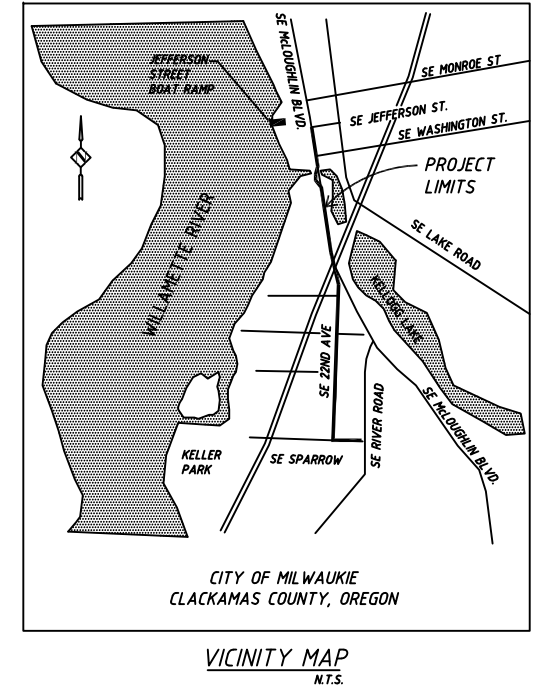 SE McLOUGHLIN BLVD.
JEFFERSON
STREET
BOAT RAMP
SE MONROE ST
SE JEFFERSON ST.
SE WASHINGTON ST.
PROJECT
LIMITS
N
WILLAMETTE RIVER
SE LAKE ROAD
KELLOGG LAKE
SE 22ND AVE
SE RIVER ROAD
SE McLOUGHLIN BLVD.
KELLER
PARK
SE SPARROW
CITY OF MILWAUKIE
CLACKAMAS COUNTY, OREGON
VICINITY MAP
N.T.S.